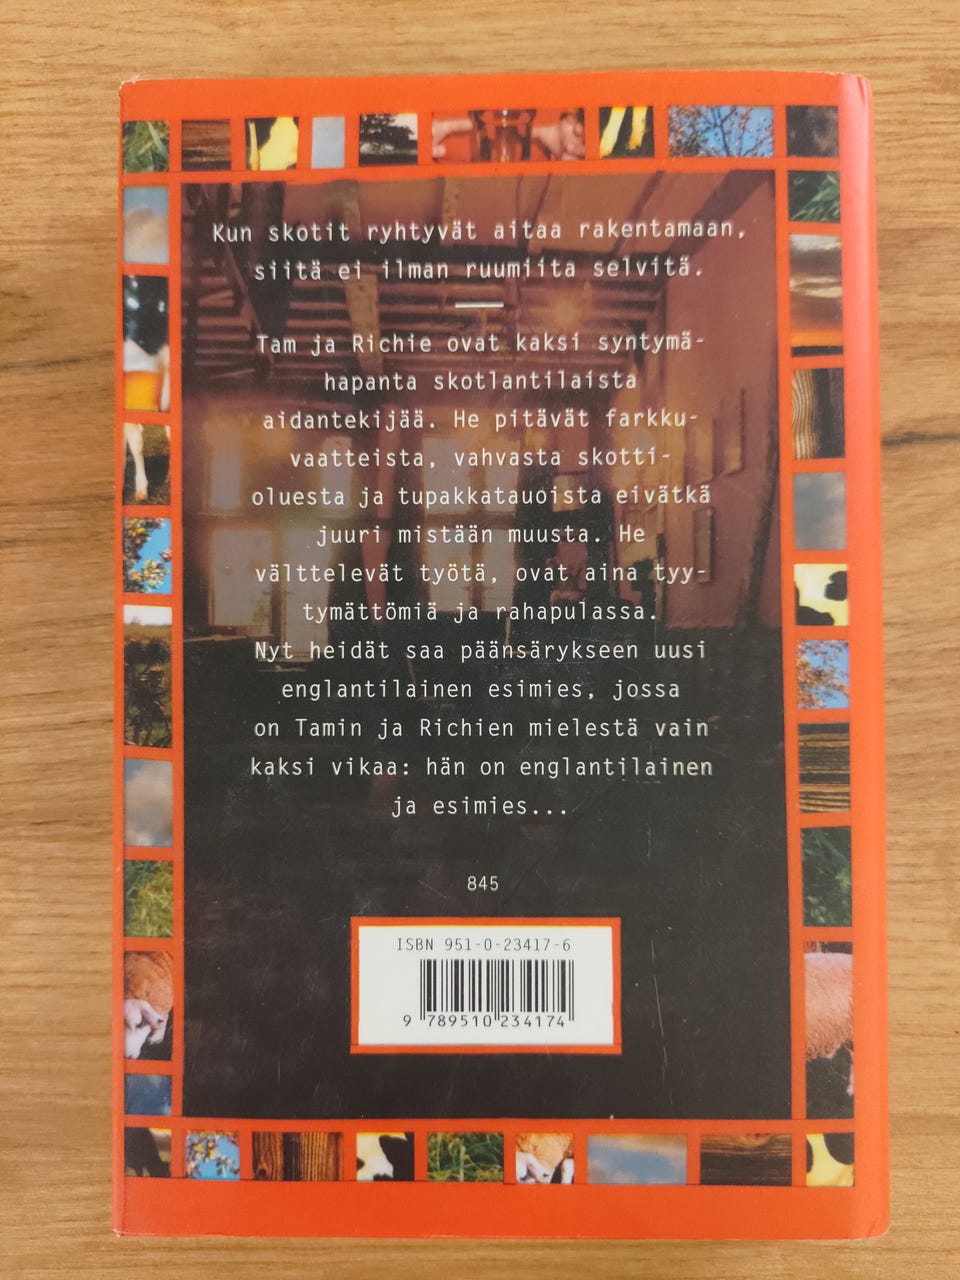 Kun skotit ryhtyvät aitaa rakentamaan,
siitä ei ilman ruumiita selvitä.
Tam ja Richie ovat kaksi syntymä-
hapanta skotlantilaista
aidantekijää. He pitävät farkku-
vaatteista, vahvasta skotti-
oluesta ja tupakkatauoista eivätkä
juuri mistään muusta. He
välttelevät työtä, ovat aina tyy-
tymättömiä ja rahapulassa.
Nyt heidät saa päänsärykseen uusi
englantilainen esimies, jossa
on Tamin ja Richien mielestä vain
kaksi vikaa: hän on englantilainen
ja esimies...
845
ISBN 951-0-23417-6
9 789510 234174